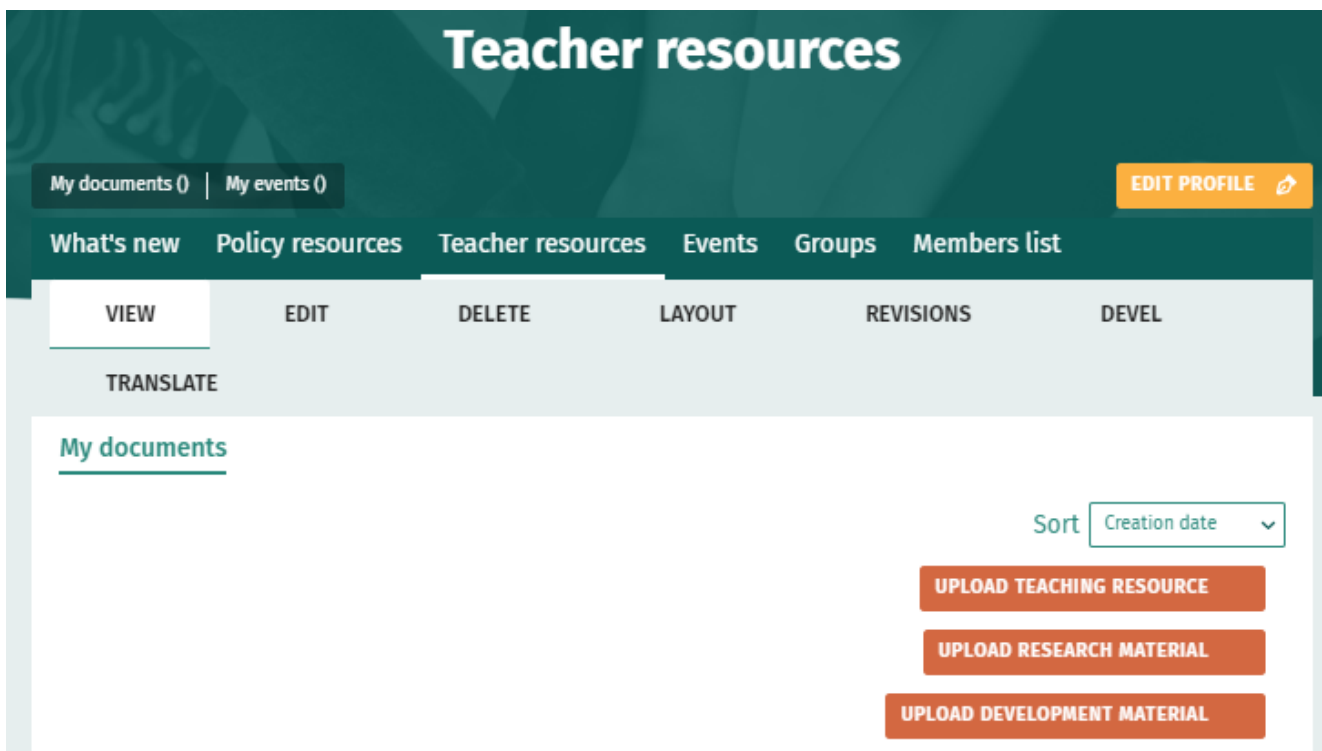 Teacher resources
My documents () | My events ()
EDIT PROFILE
What's new Policy resources Teacher resources Events Groups Members list
VIEW EDIT DELETE LAYOUT REVISIONS DEVEL
TRANSLATE
My documents
Sort Creation date
UPLOAD TEACHING RESOURCE
UPLOAD RESEARCH MATERIAL
UPLOAD DEVELOPMENT MATERIAL